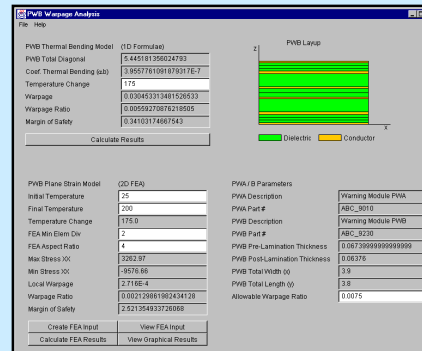 PWB Warpage Analysis
File Help
PWB Thermal Bending Model (1D Formulae)
PWB Total Diagonal 5.445181356024793
Coef. Thermal Bending (αb) 3.9557761091879317E-7
Temperature Change 175
Warpage 0.030453313481526533
Warpage Ratio 0.00559270876218505
Margin of Safety 0.34103174667543
Calculate Results
PWB Layup
z
x
Dielectric Conductor
PWB Plane Strain Model (2D FEA)
Initial Temperature 25
Final Temperature 200
Temperature Change 175.0
FEA Min Elem Div 2
FEA Aspect Ratio 4
Max Stress XX 3262.97
Min Stress XX -9576.66
Local Warpage 2.716E-4
Warpage Ratio 0.002129861982434128
Margin of Safety 2.521354933726068
Create FEA Input View FEA Input
Calculate FEA Results View Graphical Results
PWA / B Parameters
PWA Description Warning Module PWA
PWA Part # ABC_9010
PWB Description Warning Module PWB
PWB Part # ABC_9230
PWB Pre-Lamination Thickness 0.06739999999999999
PWB Post-Lamination Thickness 0.06376
PWB Total Width (x) 3.9
PWB Total Length (y) 3.8
Allowable Warpage Ratio 0.0075